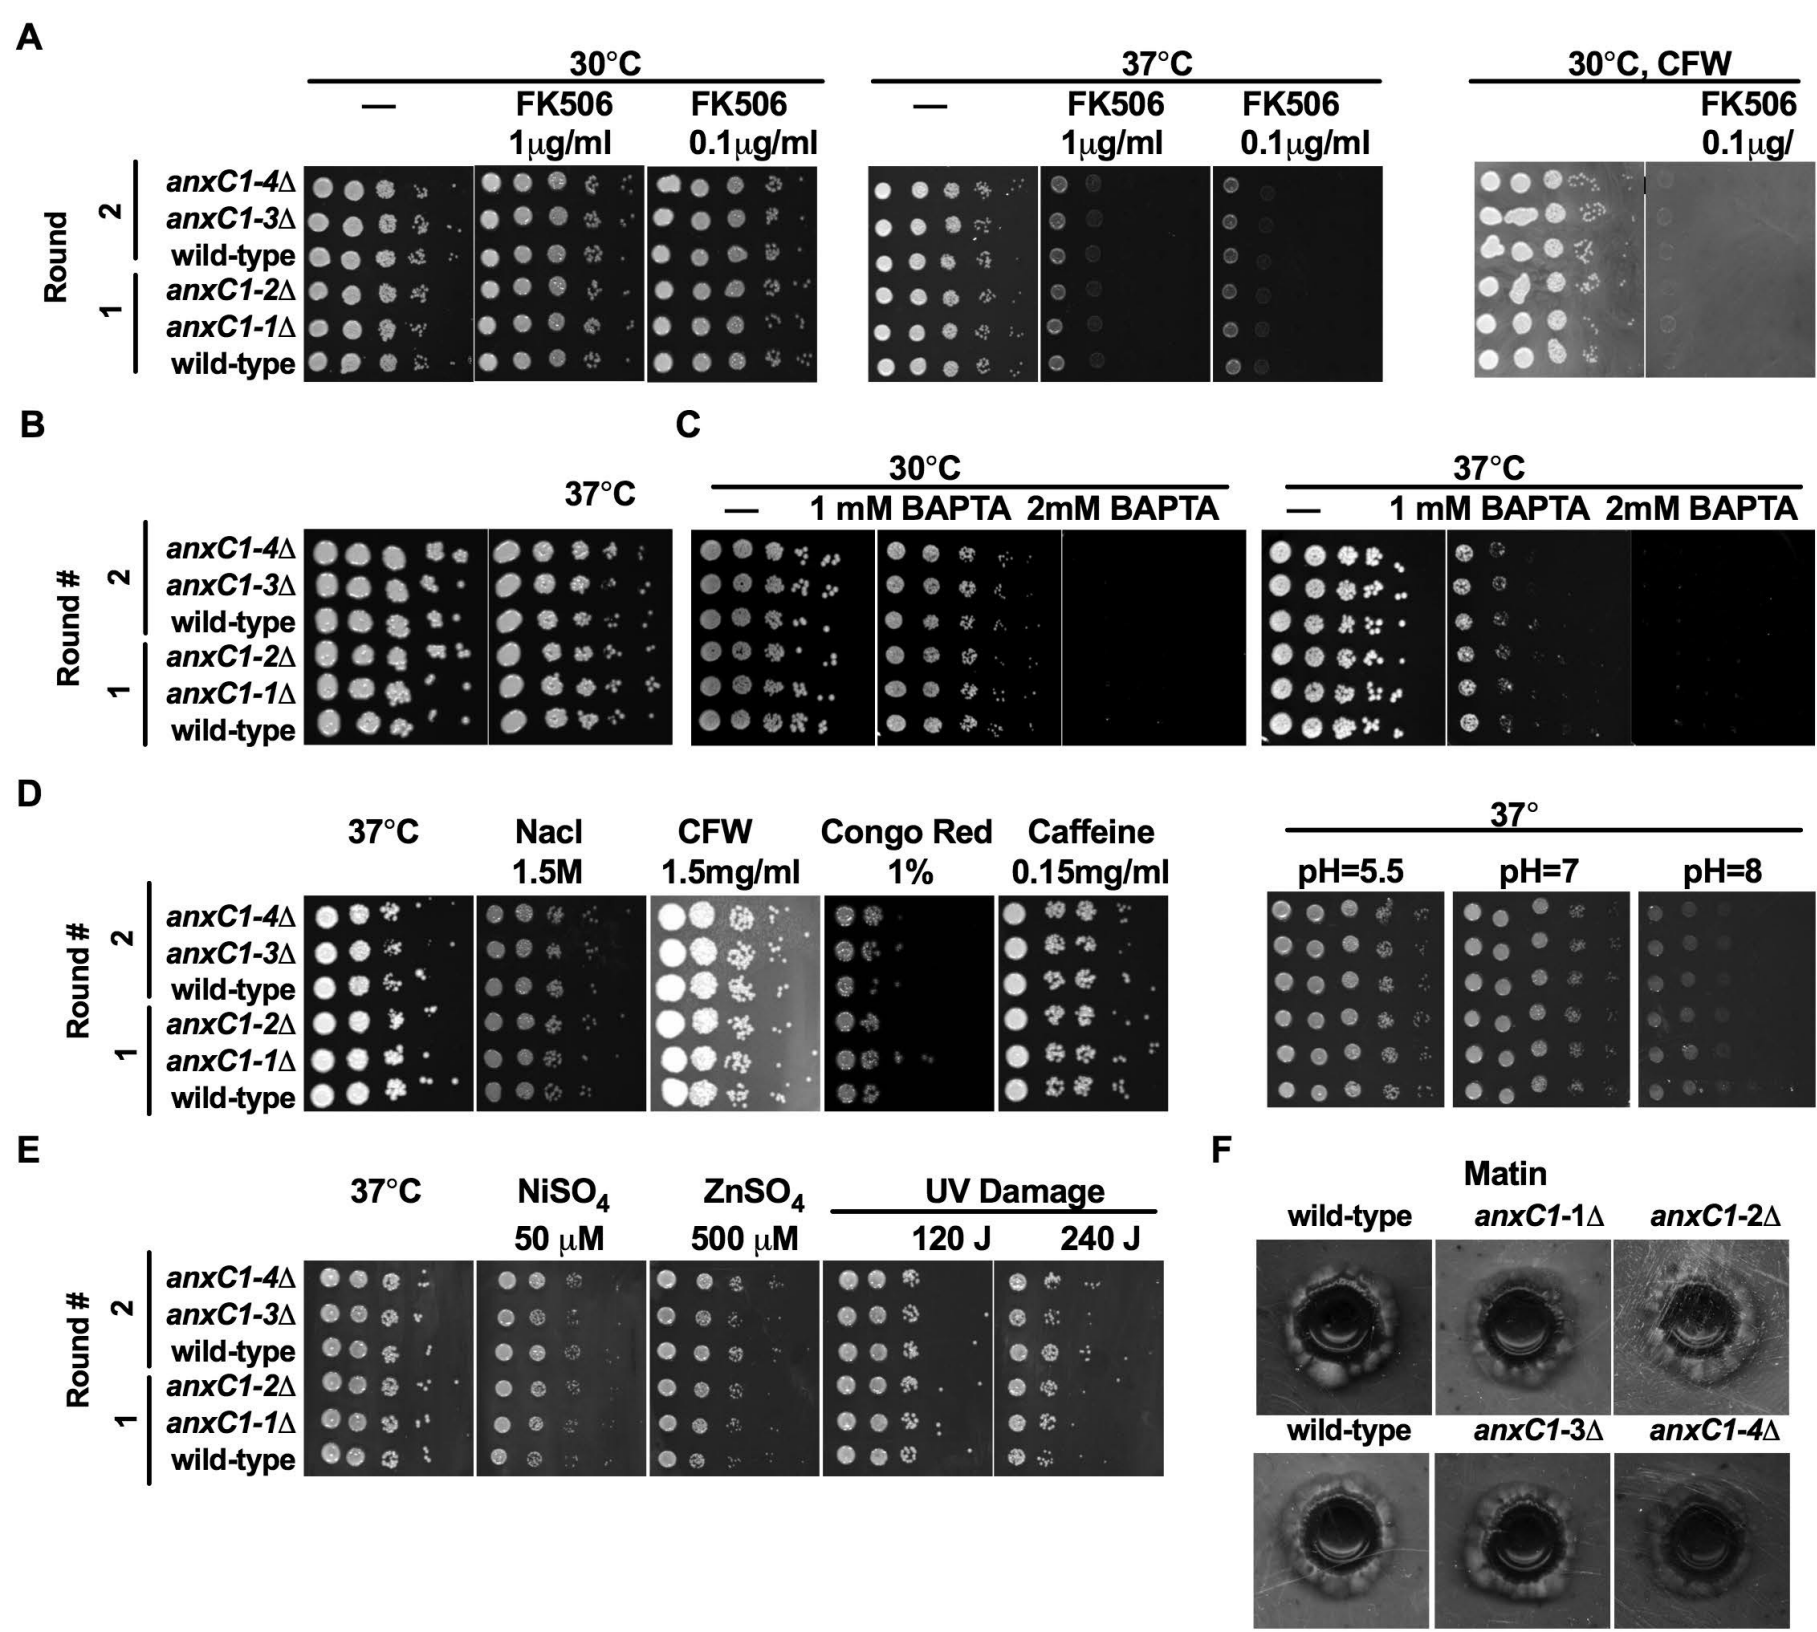 A
30°C
37°C
30°C, CFW
— FK506 FK506
1μg/ml 0.1μg/ml
— FK506 FK506
1μg/ml 0.1μg/ml
FK506
0.1μg/
Round
2
1
anxC1-4Δ
anxC1-3Δ
wild-type
anxC1-2Δ
anxC1-1Δ
wild-type
B
37°C
Round #
2
1
anxC1-4Δ
anxC1-3Δ
wild-type
anxC1-2Δ
anxC1-1Δ
wild-type
C
30°C
37°C
— 1 mM BAPTA 2mM BAPTA
— 1 mM BAPTA 2mM BAPTA
D
37°C
Nacl
1.5M
CFW
1.5mg/ml
Congo Red
1%
Caffeine
0.15mg/ml
37°
pH=5.5 pH=7 pH=8
Round #
2
1
anxC1-4Δ
anxC1-3Δ
wild-type
anxC1-2Δ
anxC1-1Δ
wild-type
E
37°C
NiSO4
50 μM
ZnSO4
500 μM
UV Damage
120 J 240 J
Round #
2
1
anxC1-4Δ
anxC1-3Δ
wild-type
anxC1-2Δ
anxC1-1Δ
wild-type
F
Matin
wild-type anxC1-1Δ anxC1-2Δ
wild-type anxC1-3Δ anxC1-4Δ